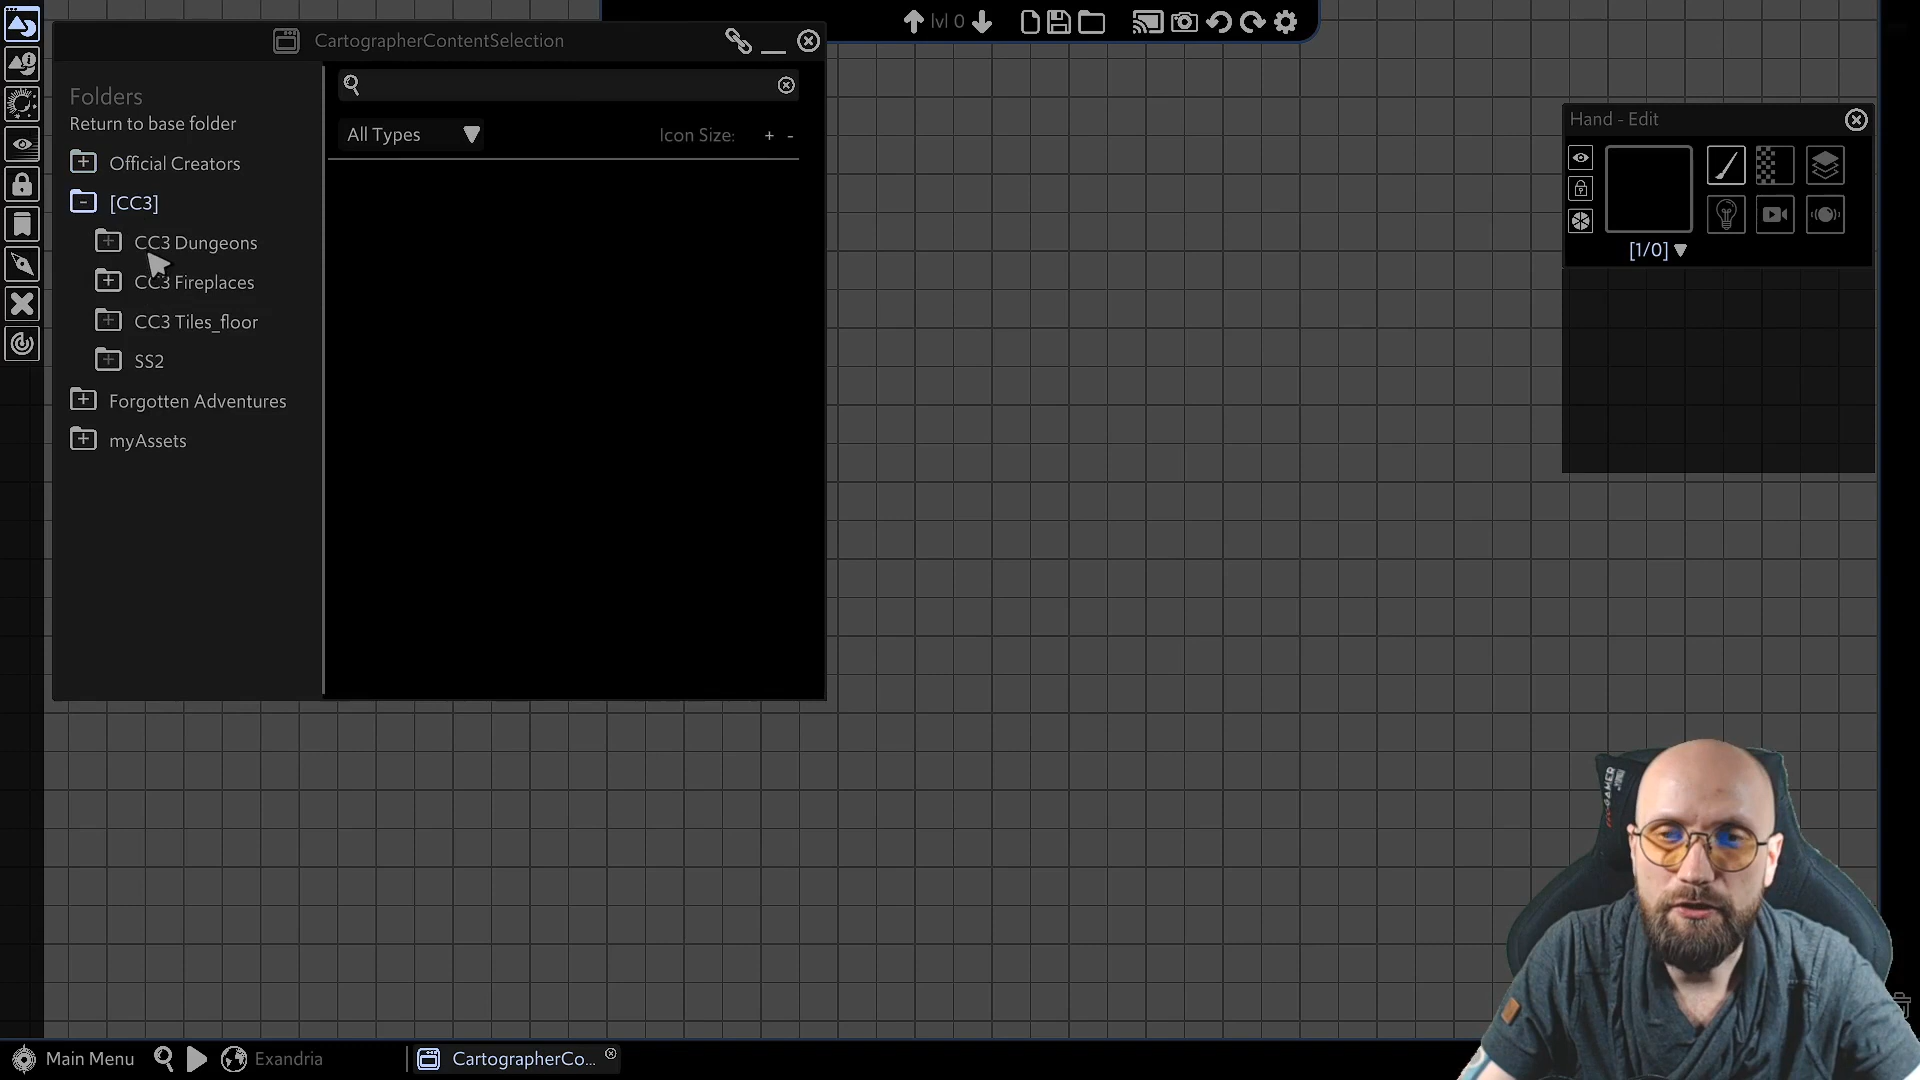 CartographerContentSelection
lvl 0
Folders
Return to base folder
Official Creators
[CC3]
CC3 Dungeons
CC3 Fireplaces
CC3 Tiles_floor
SS2
Forgotten Adventures
myAssets
All Types
Icon Size: + -
Hand - Edit
[1/0]
Main Menu
Exandria
CartographerCo...